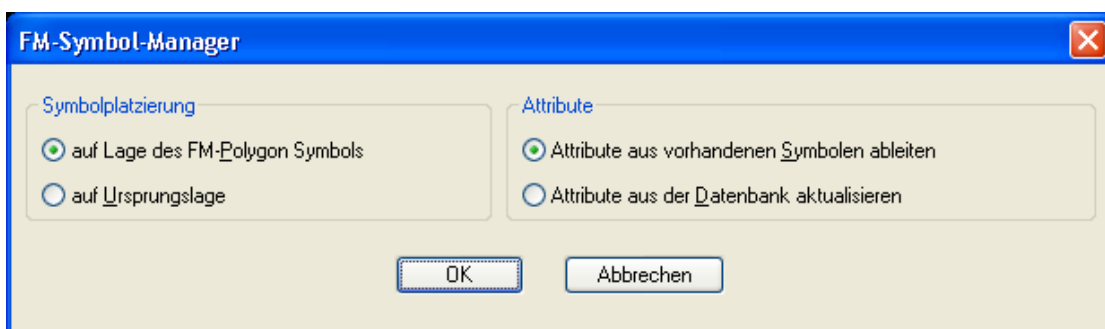 FM-Symbol-Manager
Symbolplatzierung
auf Lage des FM-Polygon Symbols
auf Ursprungslage
Attribute
Attribute aus vorhandenen Symbolen ableiten
Attribute aus der Datenbank aktualisieren
OK
Abbrechen